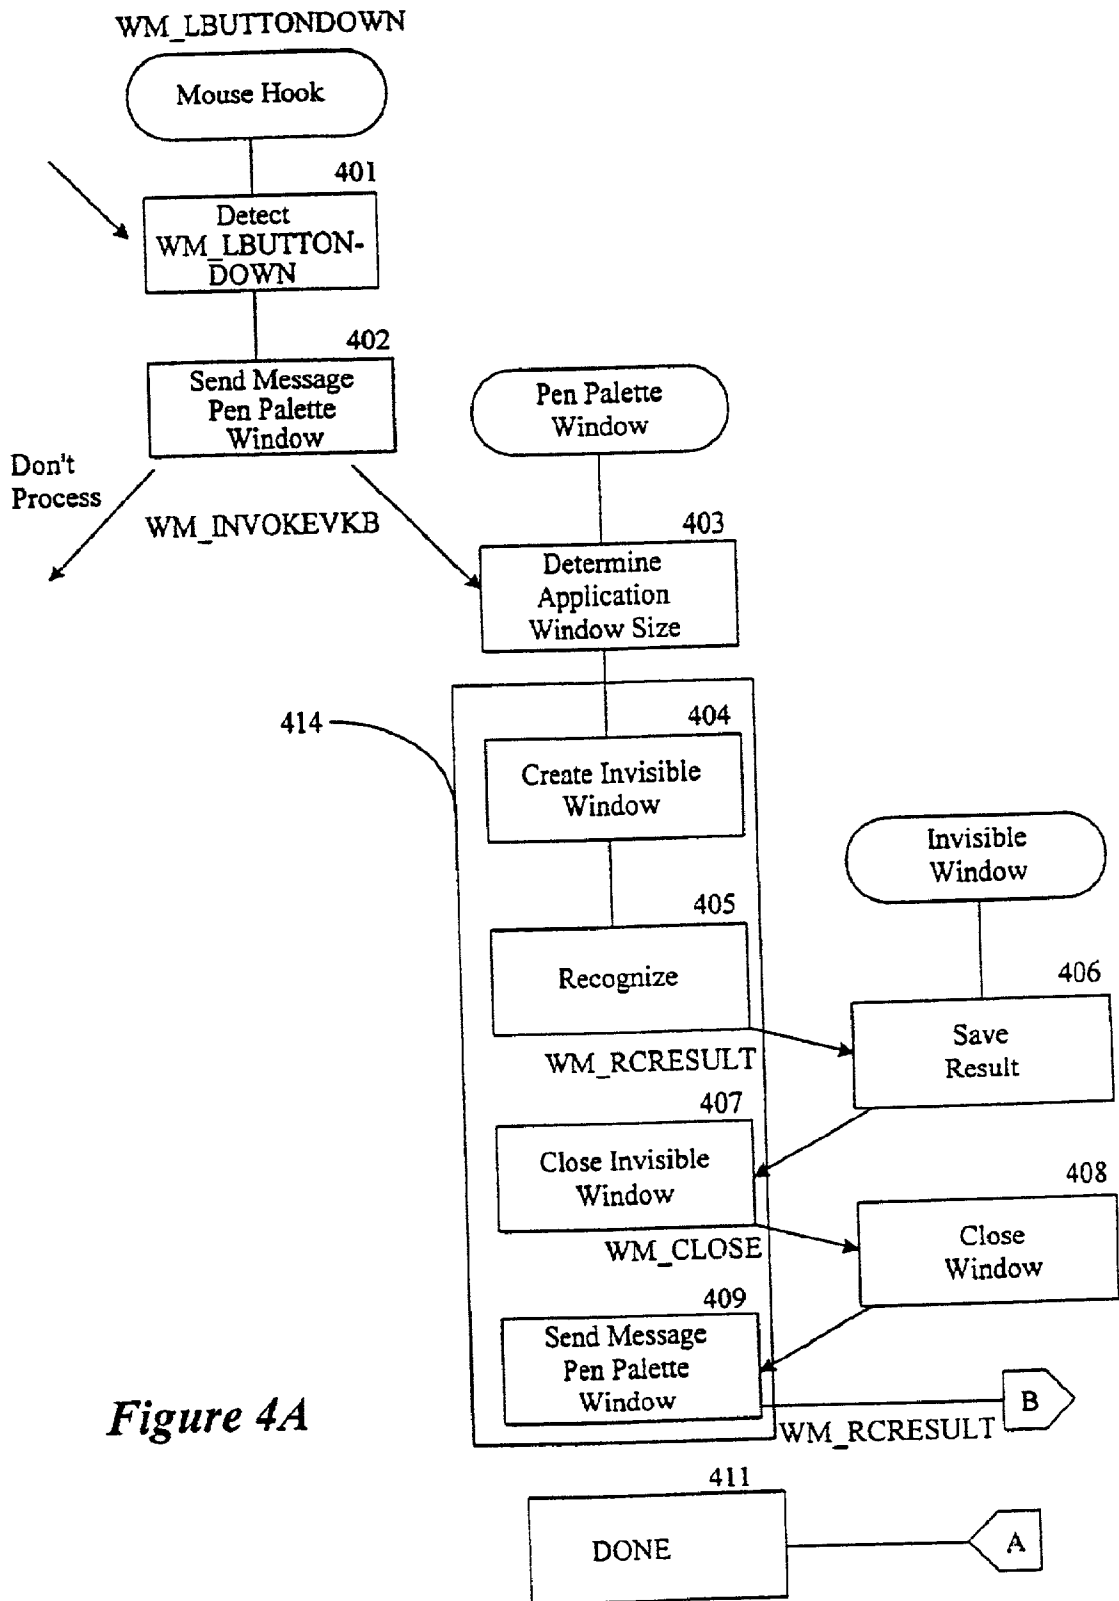 WM_LBUTTONDOWN
Mouse Hook
401
Detect
WM_LBUTTON-
DOWN
402
Send Message
Pen Palette
Window
Don't
Process
WM_INVOKEVKB
Pen Palette
Window
403
Determine
Application
Window Size
414
404
Create Invisible
Window
Invisible
Window
405
Recognize
406
Save
Result
WM_RCRESULT
407
Close Invisible
Window
408
Close
Window
WM_CLOSE
409
Send Message
Pen Palette
Window
B
WM_RCRESULT
Figure 4A
411
DONE
A